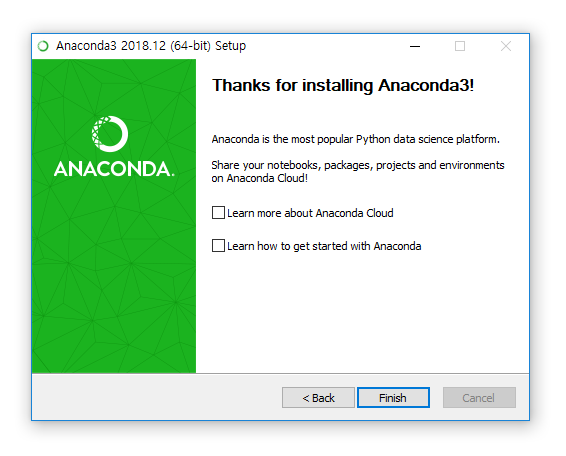 Anaconda3 2018.12 (64-bit) Setup
ANACONDA.
Thanks for installing Anaconda3!
Anaconda is the most popular Python data science platform.
Share your notebooks, packages, projects and environments
on Anaconda Cloud!
Learn more about Anaconda Cloud
Learn how to get started with Anaconda
< Back
Finish
Cancel